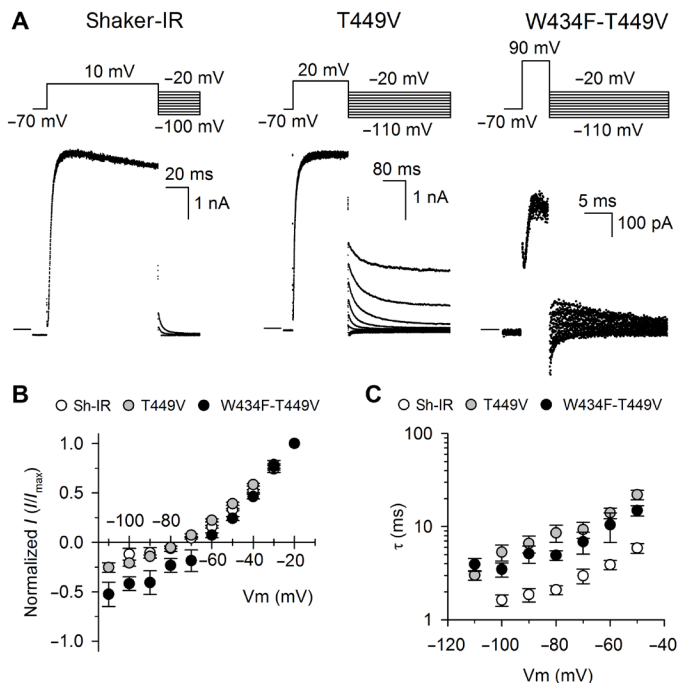 A
Shaker-IR
T449V
W434F-T449V
10 mV
−20 mV
−70 mV
−100 mV
20 ms
1 nA
20 mV
−20 mV
−70 mV
−110 mV
80 ms
1 nA
90 mV
−20 mV
−70 mV
−110 mV
5 ms
100 pA
B
Sh-IR
T449V
W434F-T449V
Normalized I (I/Imax)
1.0
0.5
0.0
−0.5
−1.0
−100
−80
−60
−40
−20
Vm (mV)
C
Sh-IR
T449V
W434F-T449V
τ (ms)
100
10
1
−120
−100
−80
−60
−40
Vm (mV)